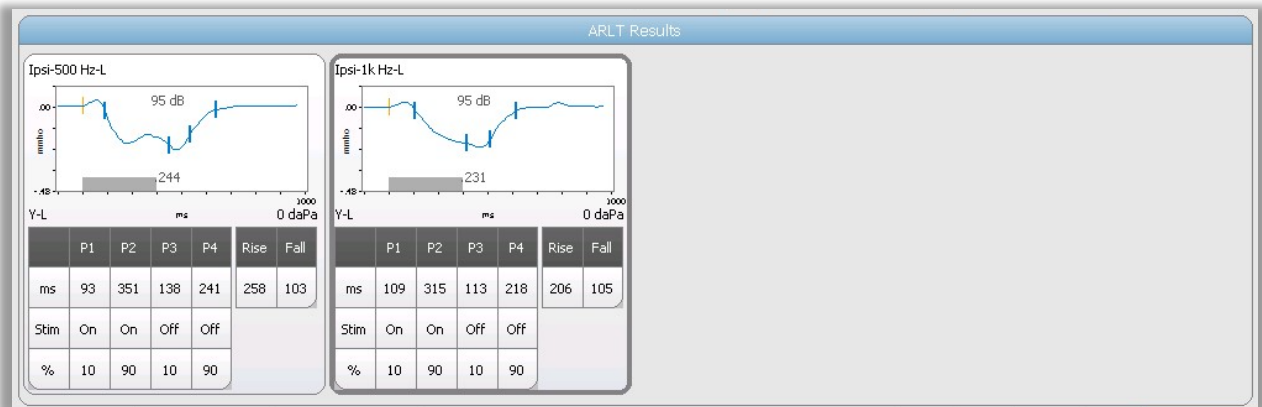 ARLT Results
Ipsi-500 Hz-L
.00
95 dB
mmho
244
-.43
1000
Y-L ms 0 daPa
P1 P2 P3 P4 Rise Fall
ms 93 351 138 241 258 103
Stim On On Off Off
% 10 90 10 90
Ipsi-1k Hz-L
.00
95 dB
mmho
231
-.43
1000
Y-L ms 0 daPa
P1 P2 P3 P4 Rise Fall
ms 109 315 113 218 206 105
Stim On On Off Off
% 10 90 10 90